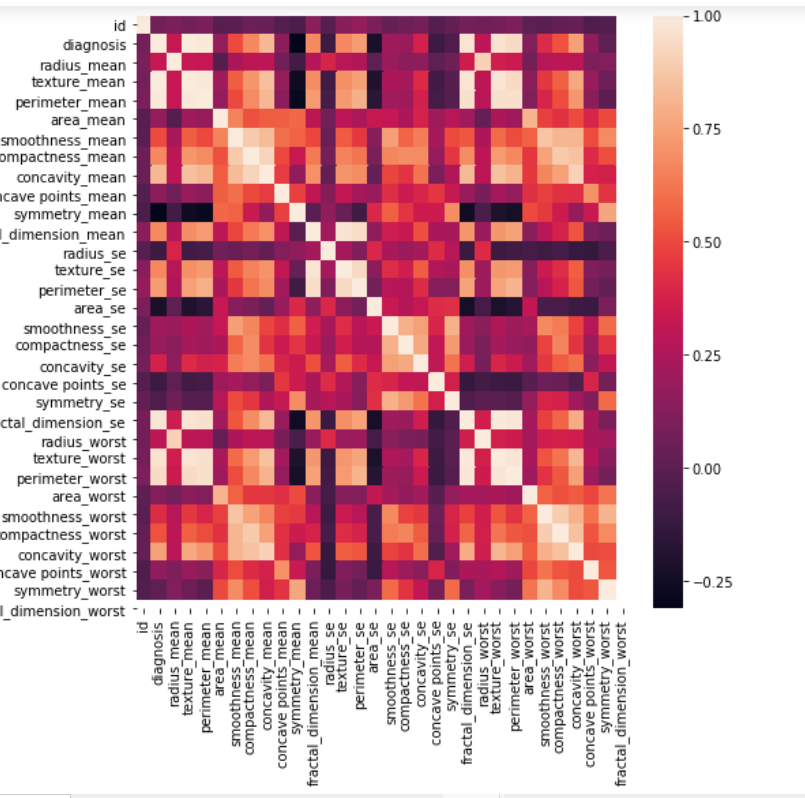 id
diagnosis
radius_mean
texture_mean
perimeter_mean
area_mean
smoothness_mean
ompactness_mean
concavity_mean
ncave points_mean
symmetry_mean
l_dimension_mean
radius_se
texture_se
perimeter_se
area_se
smoothness_se
compactness_se
concavity_se
concave points_se
symmetry_se
ctal_dimension_se
radius_worst
texture_worst
perimeter_worst
area_worst
smoothness_worst
ompactness_worst
concavity_worst
ncave points_worst
symmetry_worst
l_dimension_worst
id
diagnosis
radius_mean
texture_mean
perimeter_mean
area_mean
smoothness_mean
compactness_mean
concavity_mean
concave points_mean
symmetry_mean
fractal_dimension_mean
radius_se
texture_se
perimeter_se
area_se
smoothness_se
compactness_se
concavity_se
concave points_se
symmetry_se
fractal_dimension_se
radius_worst
texture_worst
perimeter_worst
area_worst
smoothness_worst
compactness_worst
concavity_worst
concave points_worst
symmetry_worst
fractal_dimension_worst
1.00
0.75
0.50
0.25
0.00
−0.25